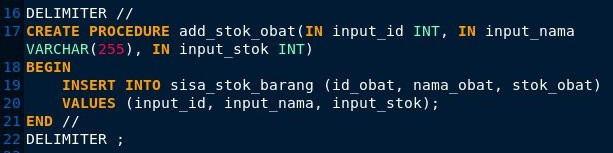 16 DELIMITER //
17 CREATE PROCEDURE add_stok_obat(IN input_id INT, IN input_nama
VARCHAR(255), IN input_stok INT)
18 BEGIN
19     INSERT INTO sisa_stok_barang (id_obat, nama_obat, stok_obat)
20     VALUES (input_id, input_nama, input_stok);
21 END //
22 DELIMITER ;